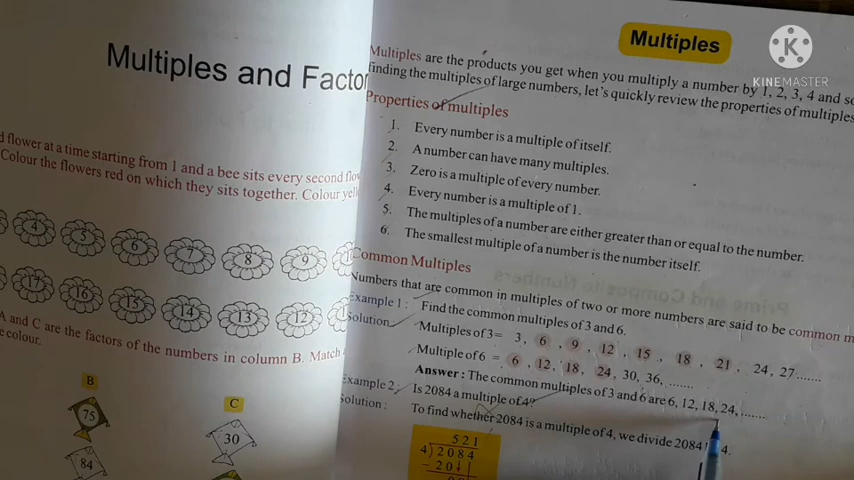 Multiples and Factor
d flower at a time starting from 1 and a bee sits every second flow
Colour the flowers red on which they sits together. Colour yell
4 5 6 7 8 9
17 16 15 14 13 12
A and C are the factors of the numbers in column B. Match
e colour.
B
C
75
30
84
Multiples
KINEMASTER
Multiples are the products you get when you multiply a number by 1, 2, 3, 4 and so
finding the multiples of large numbers, let's quickly review the properties of multiples
Properties of multiples
1. Every number is a multiple of itself.
2. A number can have many multiples.
3. Zero is a multiple of every number.
4. Every number is a multiple of 1.
5. The multiples of a number are either greater than or equal to the number.
6. The smallest multiple of a number is the number itself.
Common Multiples
Numbers that are common in multiples of two or more numbers are said to be common m
Example 1 : Find the common multiples of 3 and 6.
Solution Multiples of 3 = 3, 6, 9, 12, 15, 18, 21, 24, 27.......
Multiple of 6 = 6, 12, 18, 24, 30, 36, .......
Answer : The common multiples of 3 and 6 are 6, 12, 18, 24, .......
Example 2 : Is 2084 a multiple of 4?
Solution : To find whether 2084 is a multiple of 4, we divide 2084 4.
521
4) 2084
- 20